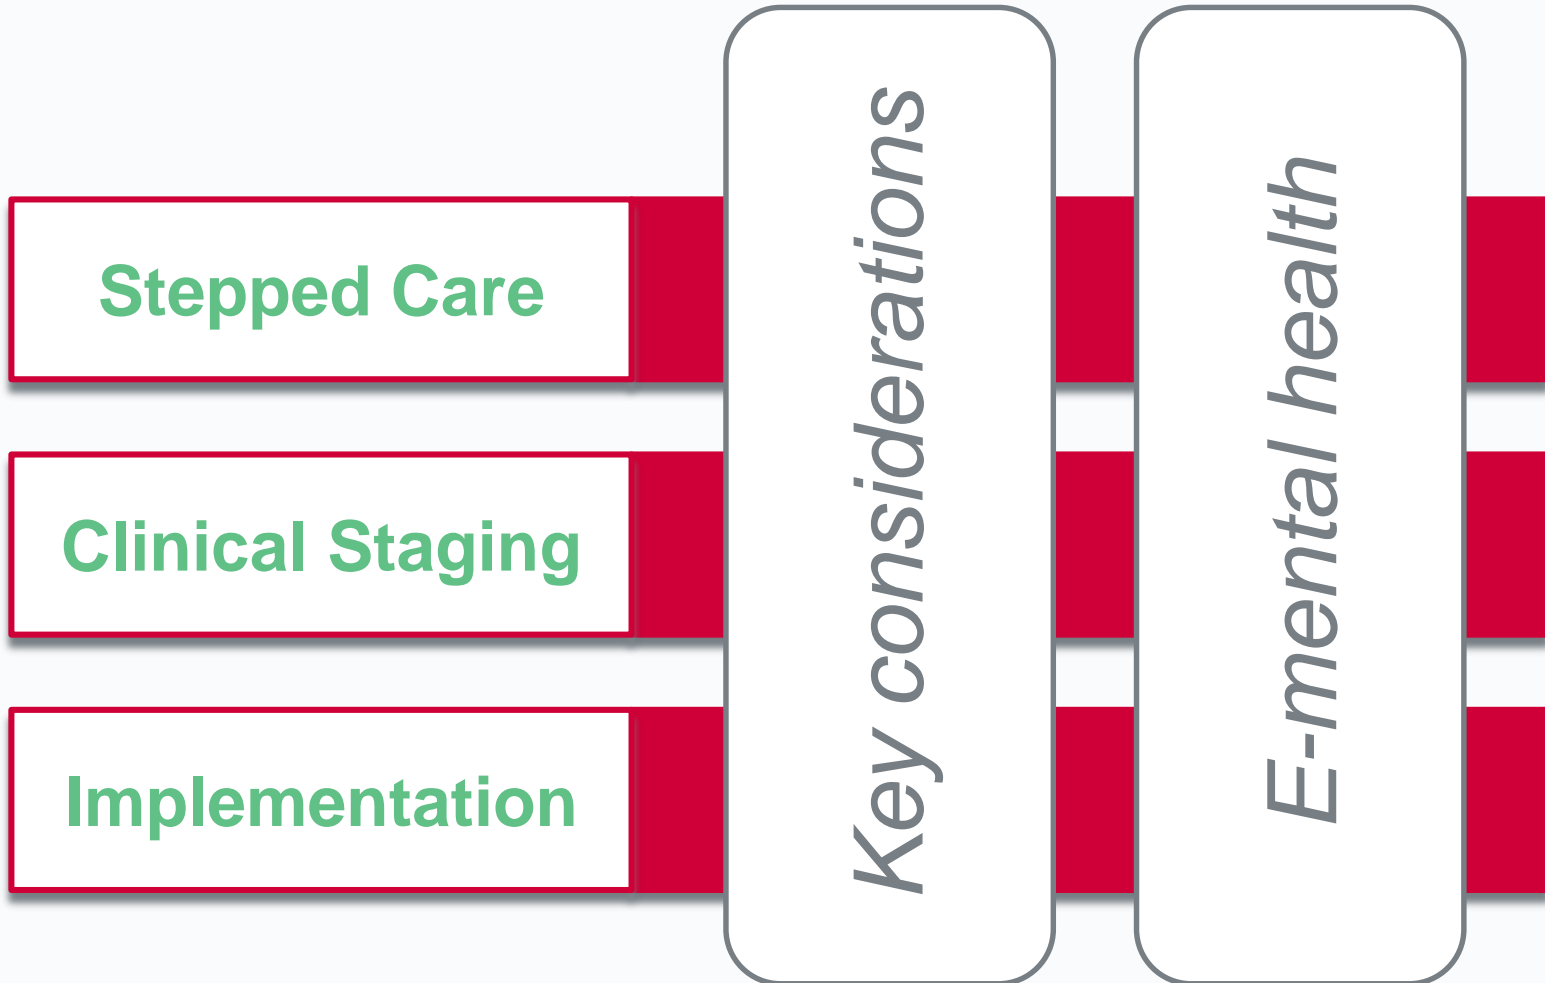 Stepped Care
Clinical Staging
Implementation
Key considerations
E-mental health